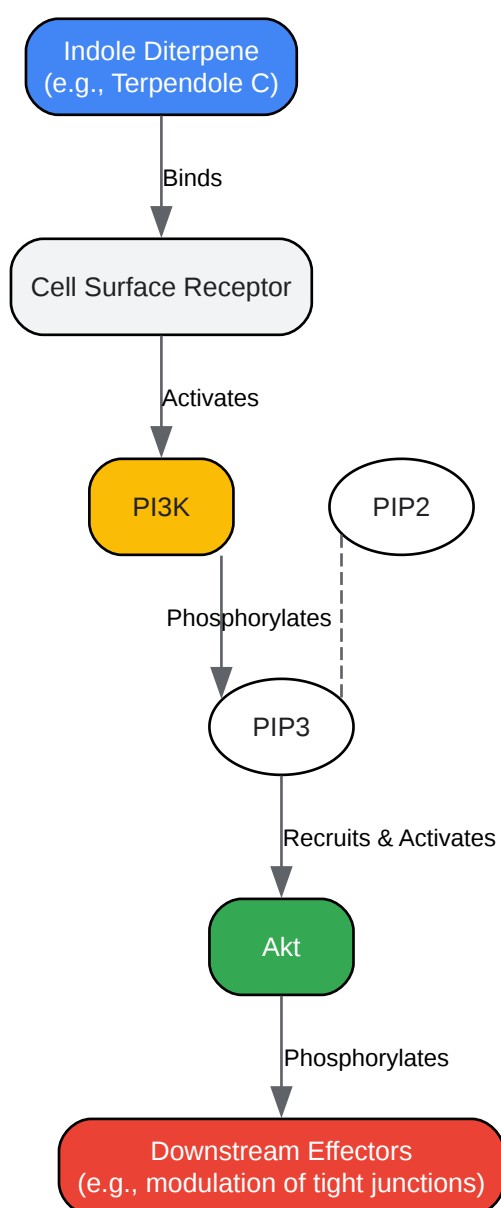 Indole Diterpene
(e.g., Terpendole C)
Binds
Cell Surface Receptor
Activates
PI3K
PIP2
Phosphorylates
PIP3
Recruits & Activates
Akt
Phosphorylates
Downstream Effectors
(e.g., modulation of tight junctions)